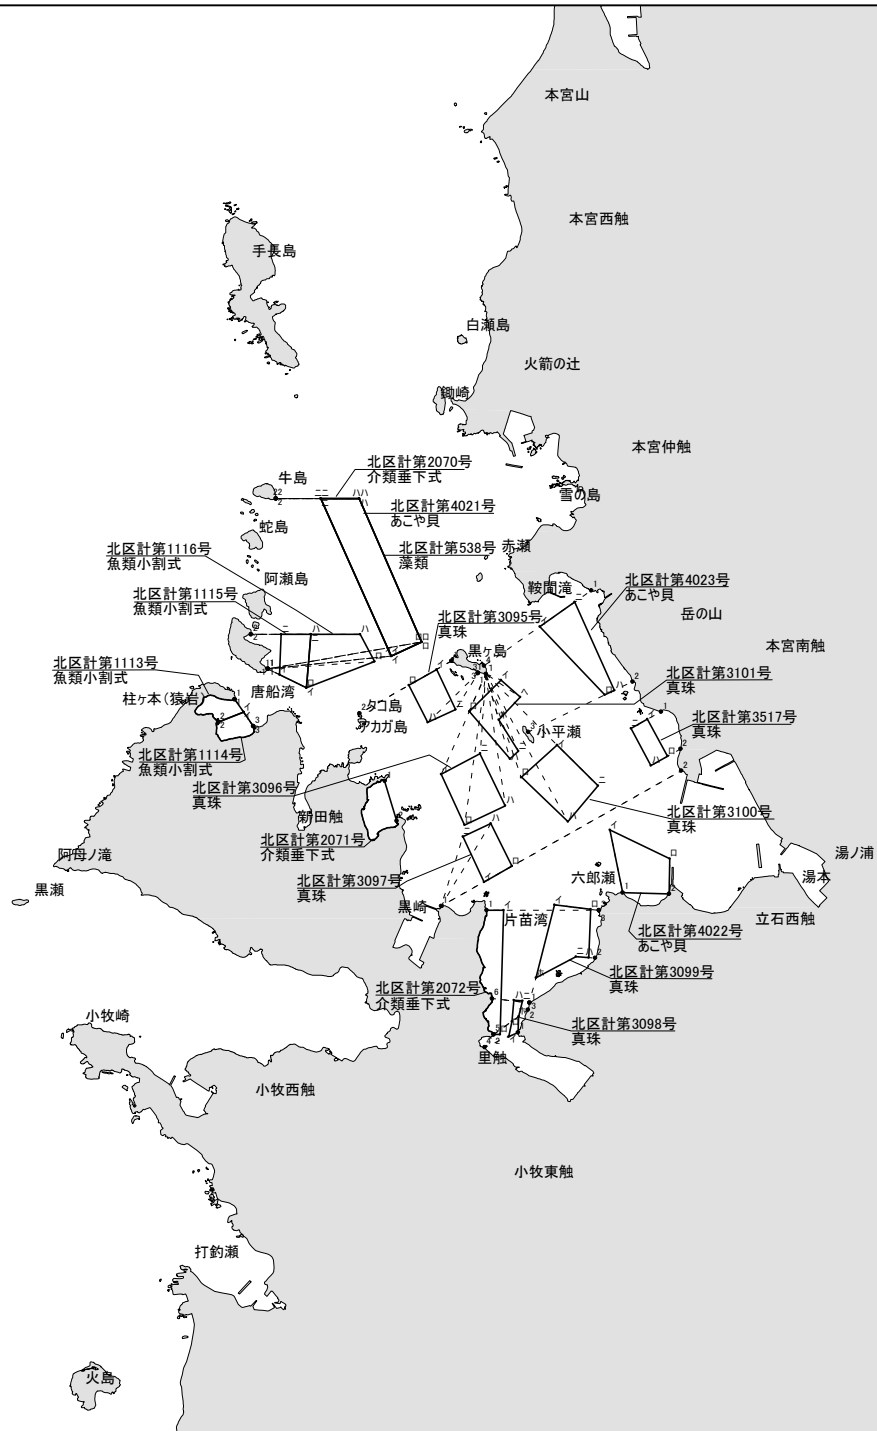 本宮山
本宮西触
手長島
白瀬島
火箭の辻
鋤崎
本宮仲触
北区計第2070号
介類垂下式
牛島
雪の島
北区計第4021号
あこや貝
蛇島
北区計第538号
藻類
赤瀬
北区計第1116号
魚類小割式
阿瀬島
鞍間滝
北区計第4023号
あこや貝
北区計第1115号
魚類小割式
岳の山
北区計第3095号
真珠
本宮南触
黒ヶ島
北区計第1113号
魚類小割式
北区計第3101号
真珠
唐船湾
柱ヶ本(猿岩)
タコ島
アカガ島
小平瀬
北区計第3517号
真珠
北区計第1114号
魚類小割式
北区計第3096号
真珠
北区計第3100号
真珠
新田触
北区計第2071号
介類垂下式
阿母ノ滝
湯ノ浦
湯本
北区計第3097号
真珠
六郎瀬
黒瀬
黒崎
片苗湾
立石西触
北区計第4022号
あこや貝
北区計第3099号
真珠
北区計第2072号
介類垂下式
小牧崎
北区計第3098号
真珠
里触
小牧西触
小牧東触
打釣瀬
火島